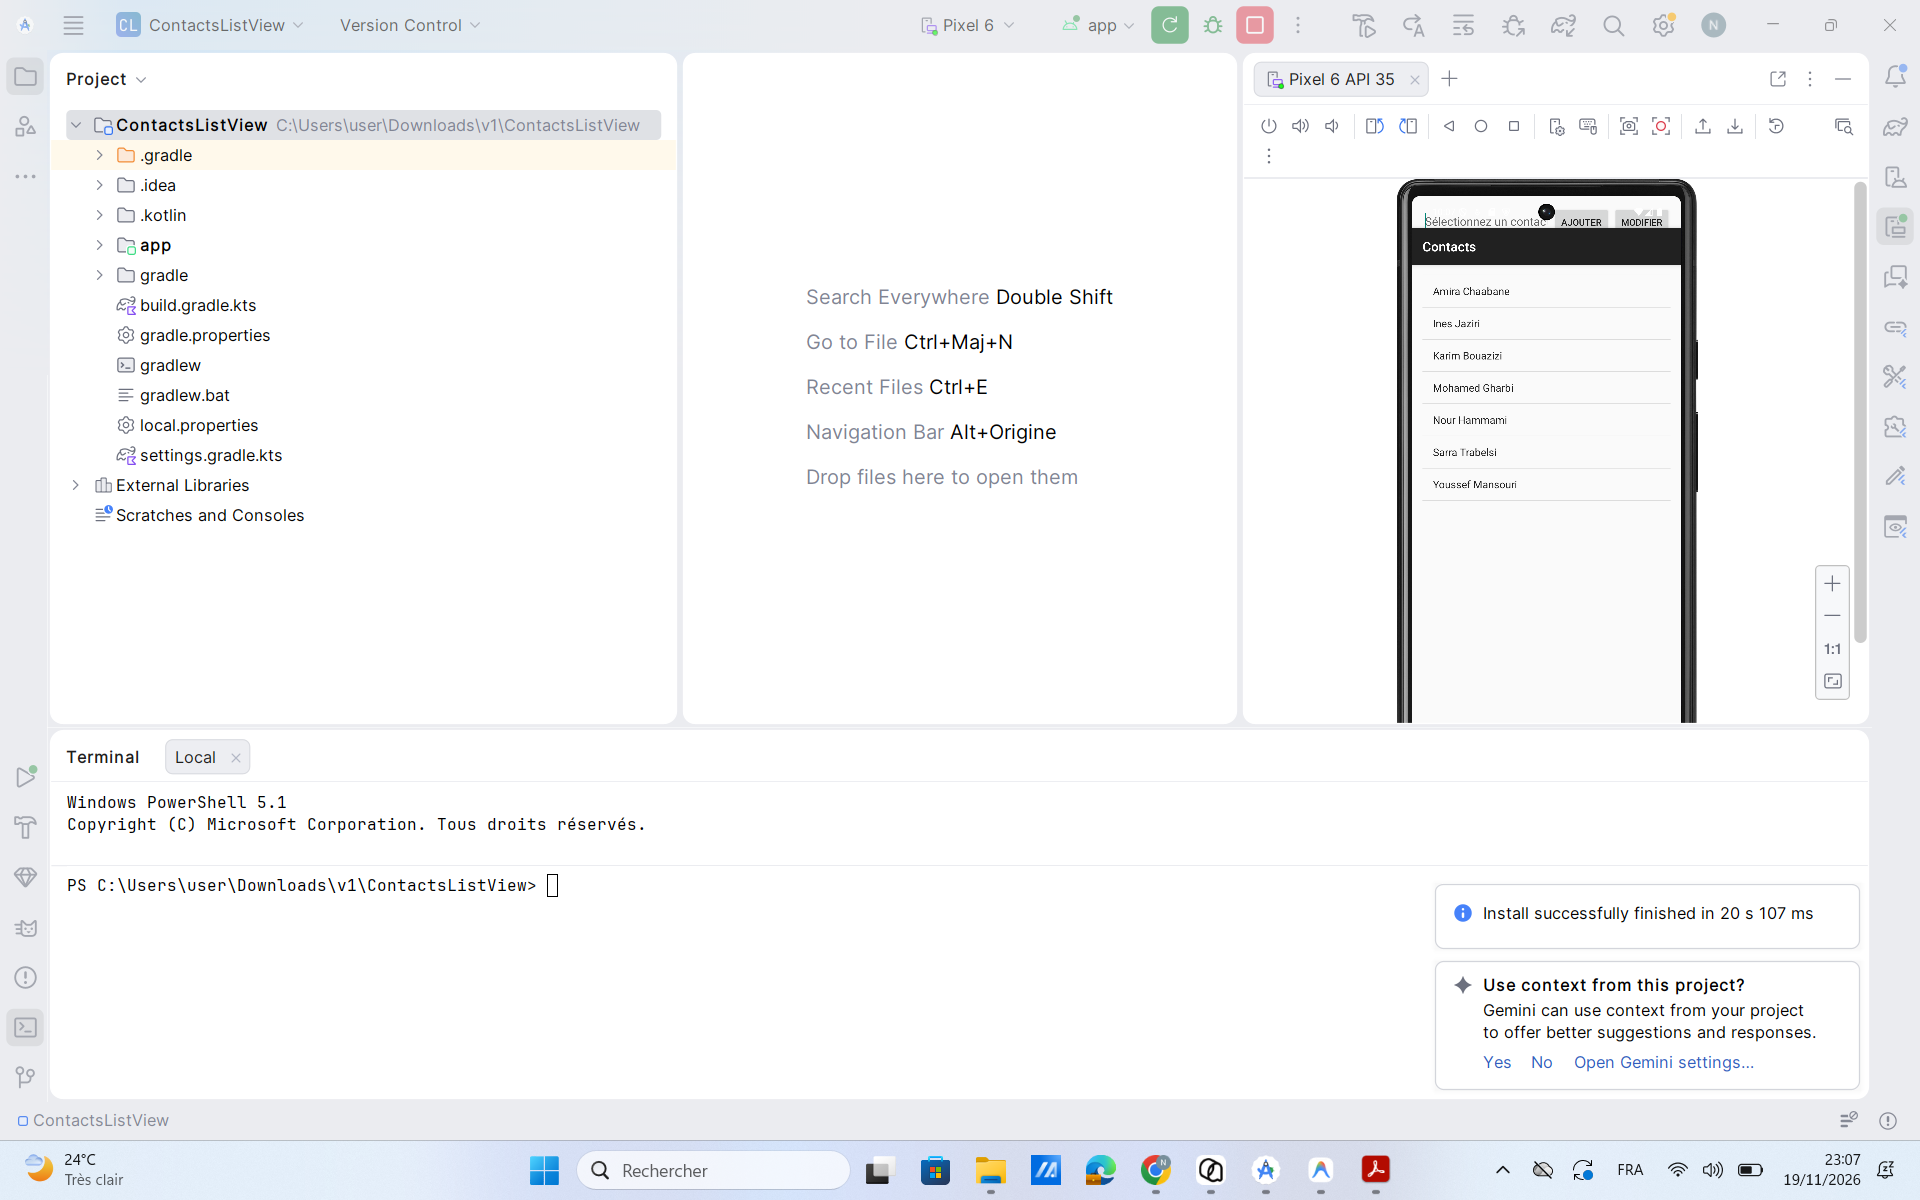 CL ContactsListView
Version Control
Pixel 6
app
N
Project
ContactsListView C:\Users\user\Downloads\v1\ContactsListView
.gradle
.idea
.kotlin
app
gradle
build.gradle.kts
gradle.properties
gradlew
gradlew.bat
local.properties
settings.gradle.kts
External Libraries
Scratches and Consoles
Search Everywhere Double Shift
Go to File Ctrl+Maj+N
Recent Files Ctrl+E
Navigation Bar Alt+Origine
Drop files here to open them
Pixel 6 API 35
Sélectionnez un contac
AJOUTER
MODIFIER
Contacts
Amira Chaabane
Ines Jaziri
Karim Bouazizi
Mohamed Gharbi
Nour Hammami
Sarra Trabelsi
Youssef Mansouri
1:1
Terminal
Local
Windows PowerShell 5.1
Copyright (C) Microsoft Corporation. Tous droits réservés.
PS C:\Users\user\Downloads\v1\ContactsListView>
Install successfully finished in 20 s 107 ms
Use context from this project?
Gemini can use context from your project
to offer better suggestions and responses.
Yes No Open Gemini settings...
ContactsListView
24°C
Très clair
Rechercher
FRA
23:07
19/11/2026